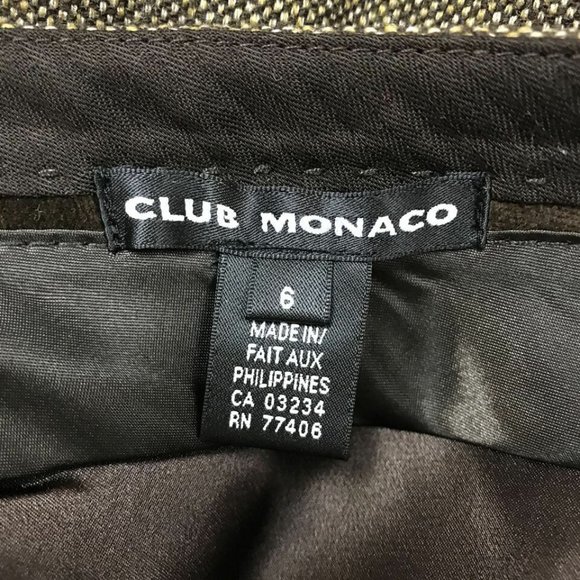 CLUB MONACO
6
MADE IN/
FAIT AUX
PHILIPPINES
CA 03234
RN 77406